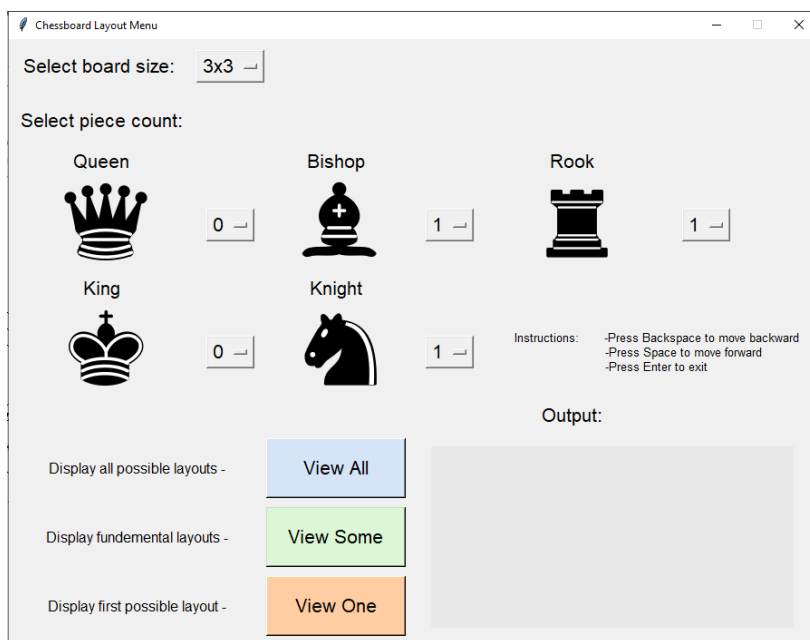 Chessboard Layout Menu
Select board size: 3x3
Select piece count:
Queen Bishop Rook
0 1 1
King Knight
0 1
Instructions: -Press Backspace to move backward
-Press Space to move forward
-Press Enter to exit
Output:
Display all possible layouts - View All
Display fundemental layouts - View Some
Display first possible layout - View One